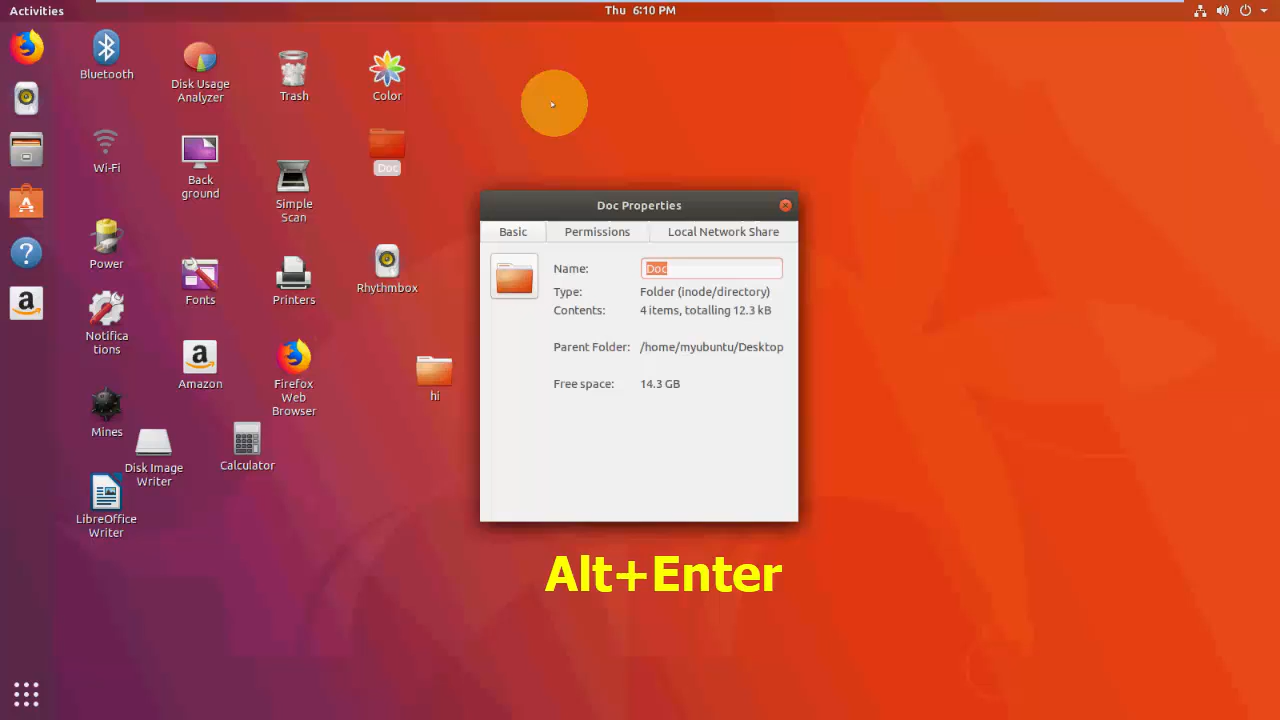 Activities
Thu 6:10 PM
Bluetooth
Disk Usage
Analyzer
Trash
Color
Wi-Fi
Back
ground
Simple
Scan
Doc
Power
Fonts
Printers
Rhythmbox
Notifica
tions
Amazon
Firefox
Web
Browser
hi
Mines
Disk Image
Writer
Calculator
LibreOffice
Writer
Doc Properties
Basic Permissions Local Network Share
Name: Doc
Type: Folder (inode/directory)
Contents: 4 items, totalling 12.3 kB
Parent Folder: /home/myubuntu/Desktop
Free space: 14.3 GB
Alt+Enter